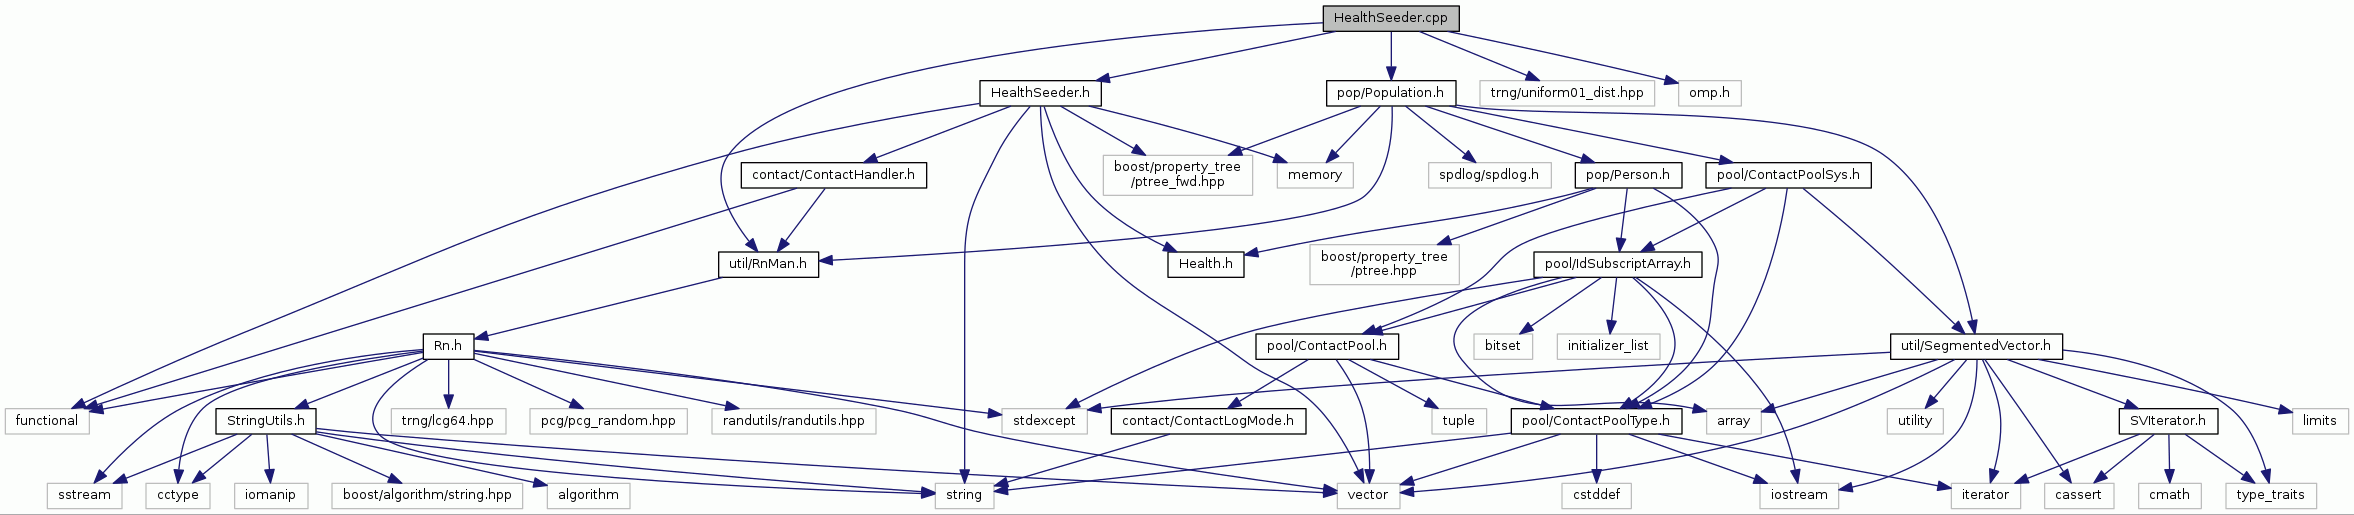 HealthSeeder.cpp
HealthSeeder.h
pop/Population.h
trng/uniform01_dist.hpp
omp.h
contact/ContactHandler.h
boost/property_tree
/ptree_fwd.hpp
memory
spdlog/spdlog.h
pop/Person.h
pool/ContactPoolSys.h
util/RnMan.h
Health.h
boost/property_tree
/ptree.hpp
pool/IdSubscriptArray.h
Rn.h
pool/ContactPool.h
bitset
initializer_list
util/SegmentedVector.h
functional
StringUtils.h
trng/lcg64.hpp
pcg/pcg_random.hpp
randutils/randutils.hpp
stdexcept
contact/ContactLogMode.h
tuple
pool/ContactPoolType.h
array
utility
SVIterator.h
limits
sstream
cctype
iomanip
boost/algorithm/string.hpp
algorithm
string
vector
cstddef
iostream
iterator
cassert
cmath
type_traits